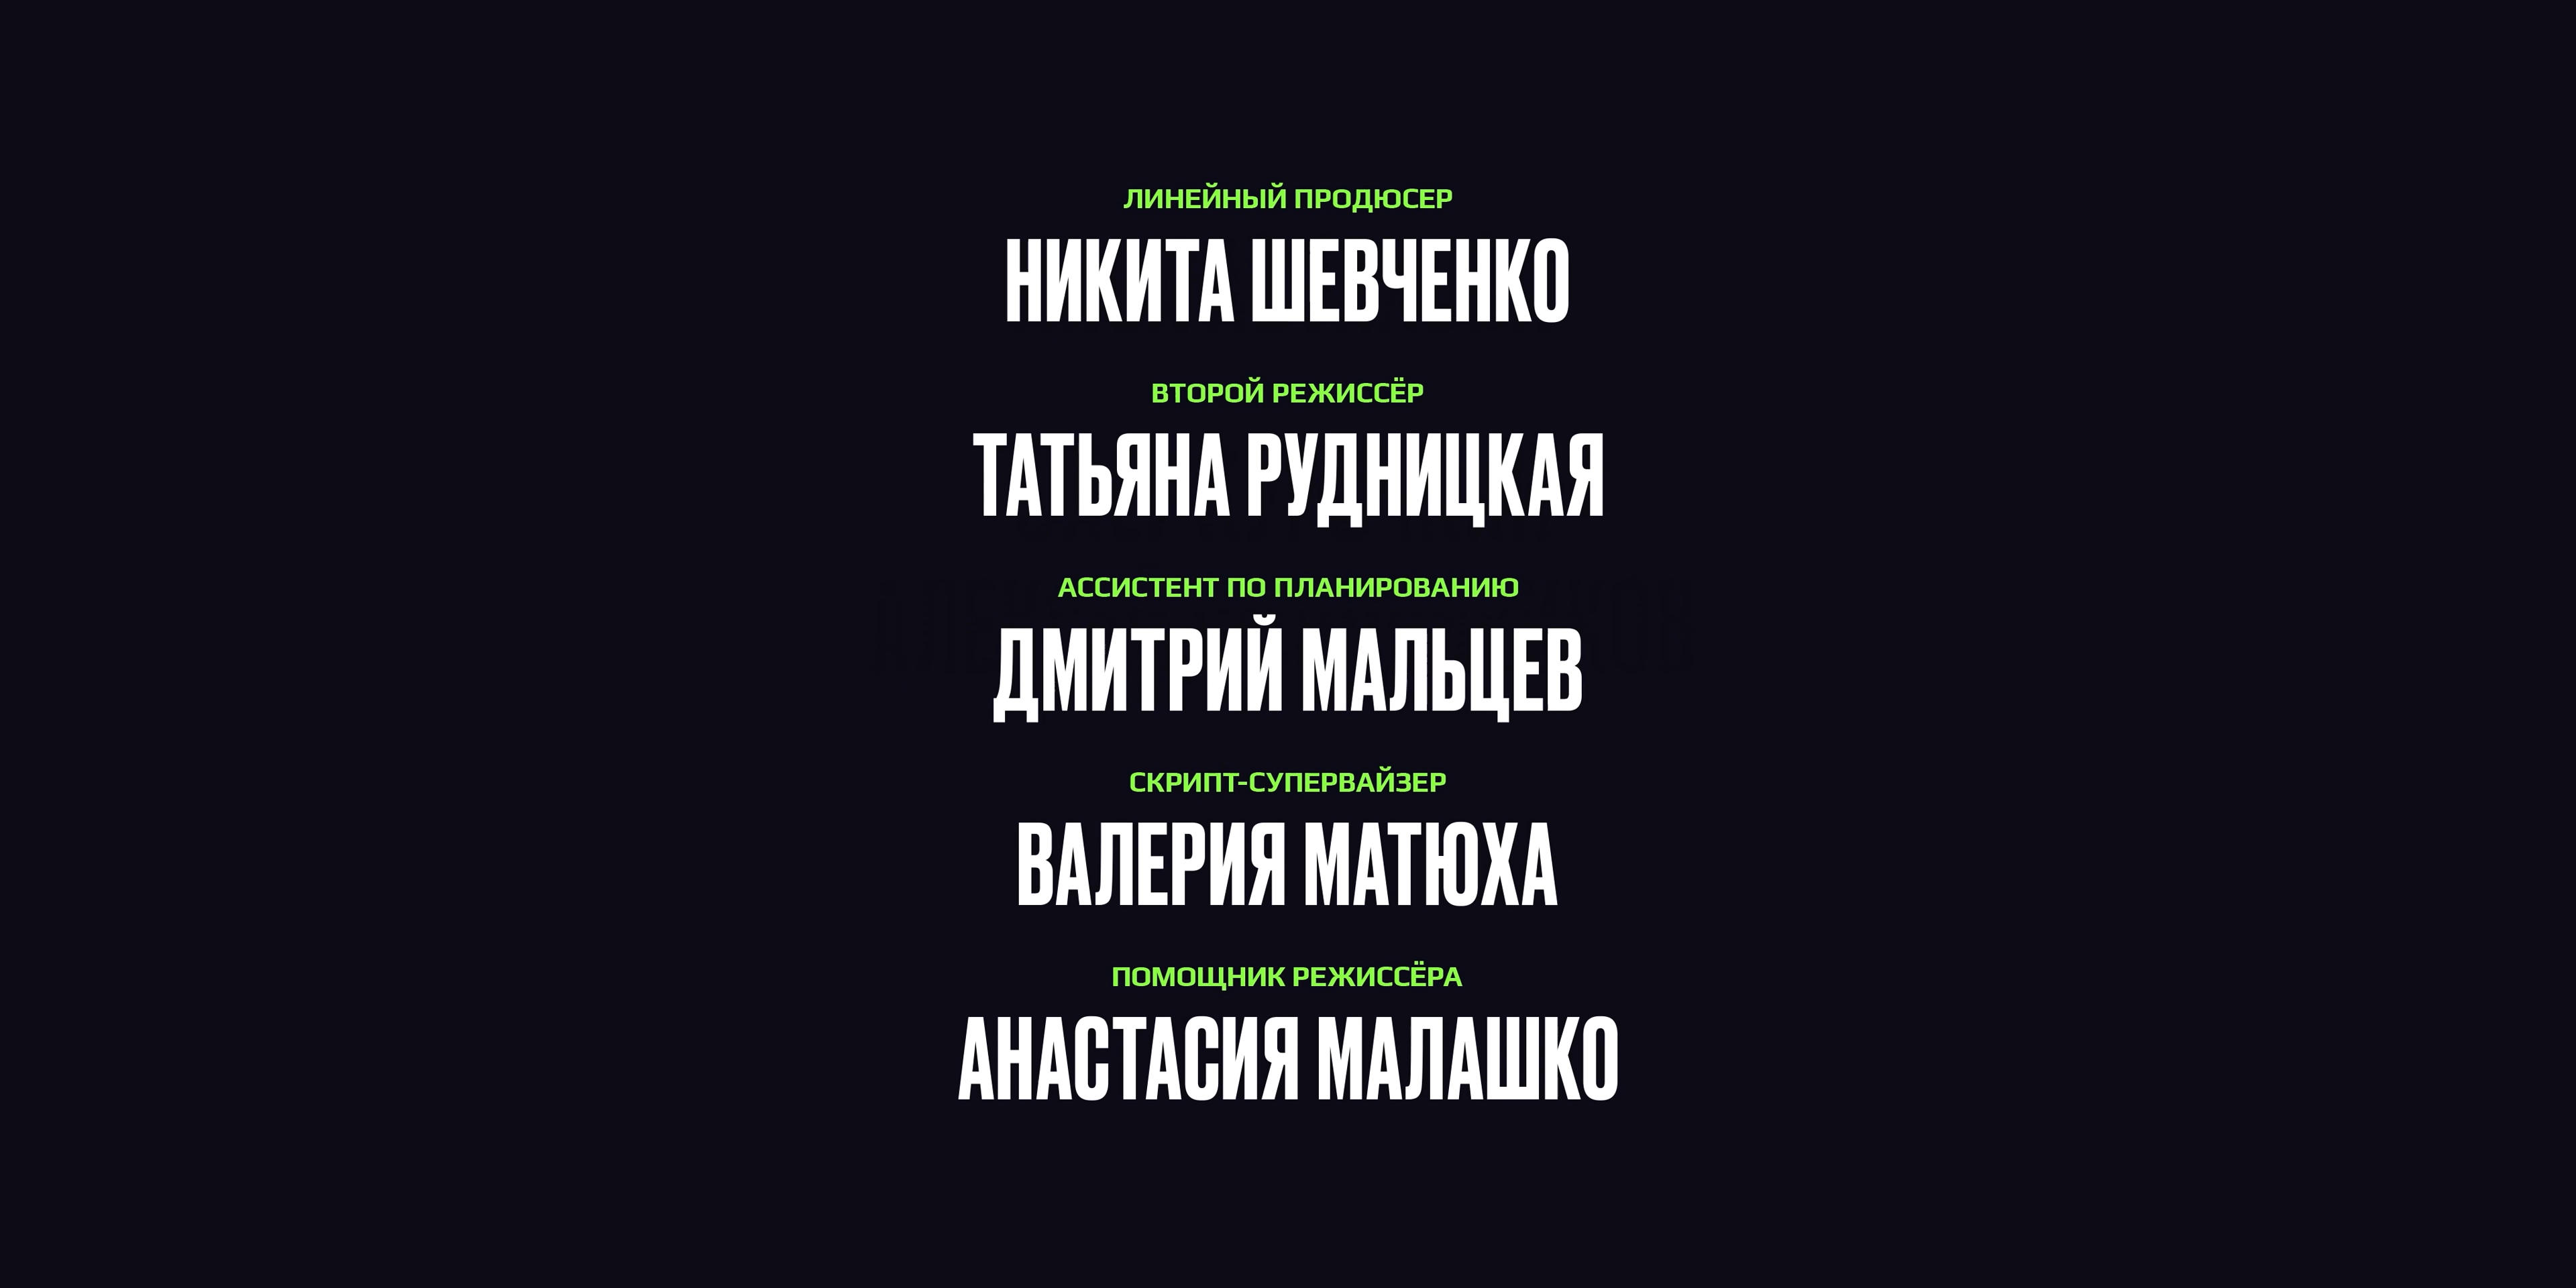 ЛИНЕЙНЫЙ ПРОДЮСЕР
НИКИТА ШЕВЧЕНКО
ВТОРОЙ РЕЖИССЁР
ТАТЬЯНА РУДНИЦКАЯ
АССИСТЕНТ ПО ПЛАНИРОВАНИЮ
ДМИТРИЙ МАЛЬЦЕВ
СКРИПТ-СУПЕРВАЙЗЕР
ВАЛЕРИЯ МАТЮХА
ПОМОЩНИК РЕЖИССЁРА
АНАСТАСИЯ МАЛАШКО